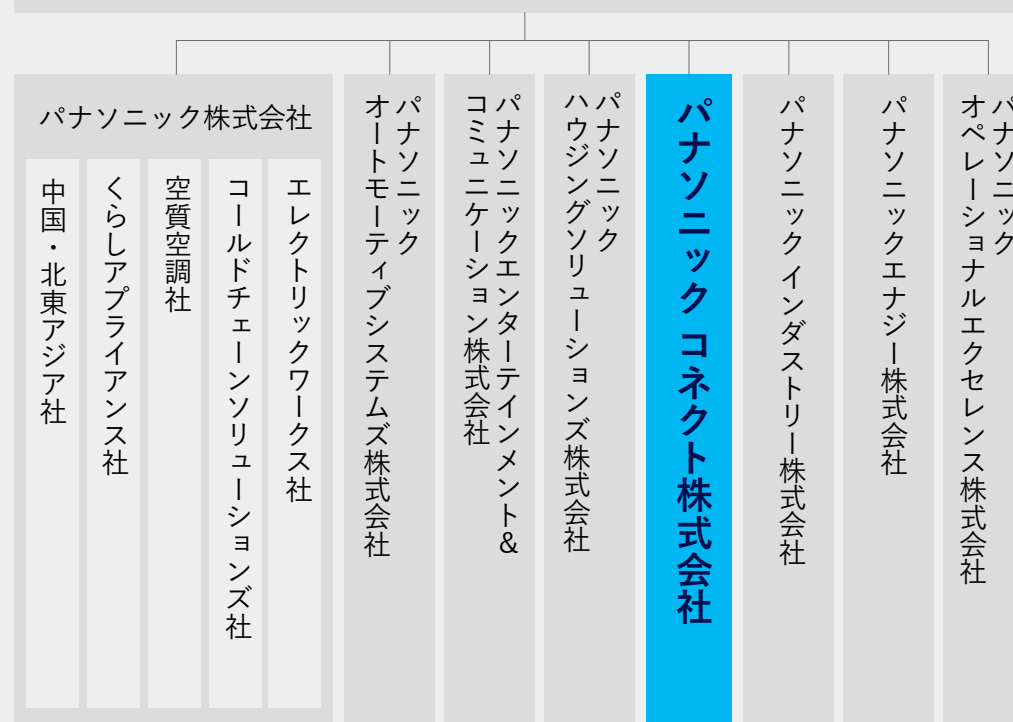 パナソニック株式会社
中国・北東アジア社
くらしアプライアンス社
空質空調社
コールドチェーンソリューションズ社
エレクトリックワークス社
パナソニック
オートモーティブシステムズ株式会社
パナソニックエンターテインメント&
コミュニケーション株式会社
パナソニック
ハウジングソリューションズ株式会社
パナソニック コネクト株式会社
パナソニック インダストリー株式会社
パナソニックエナジー株式会社
パナソニック
オペレーショナルエクセレンス株式会社